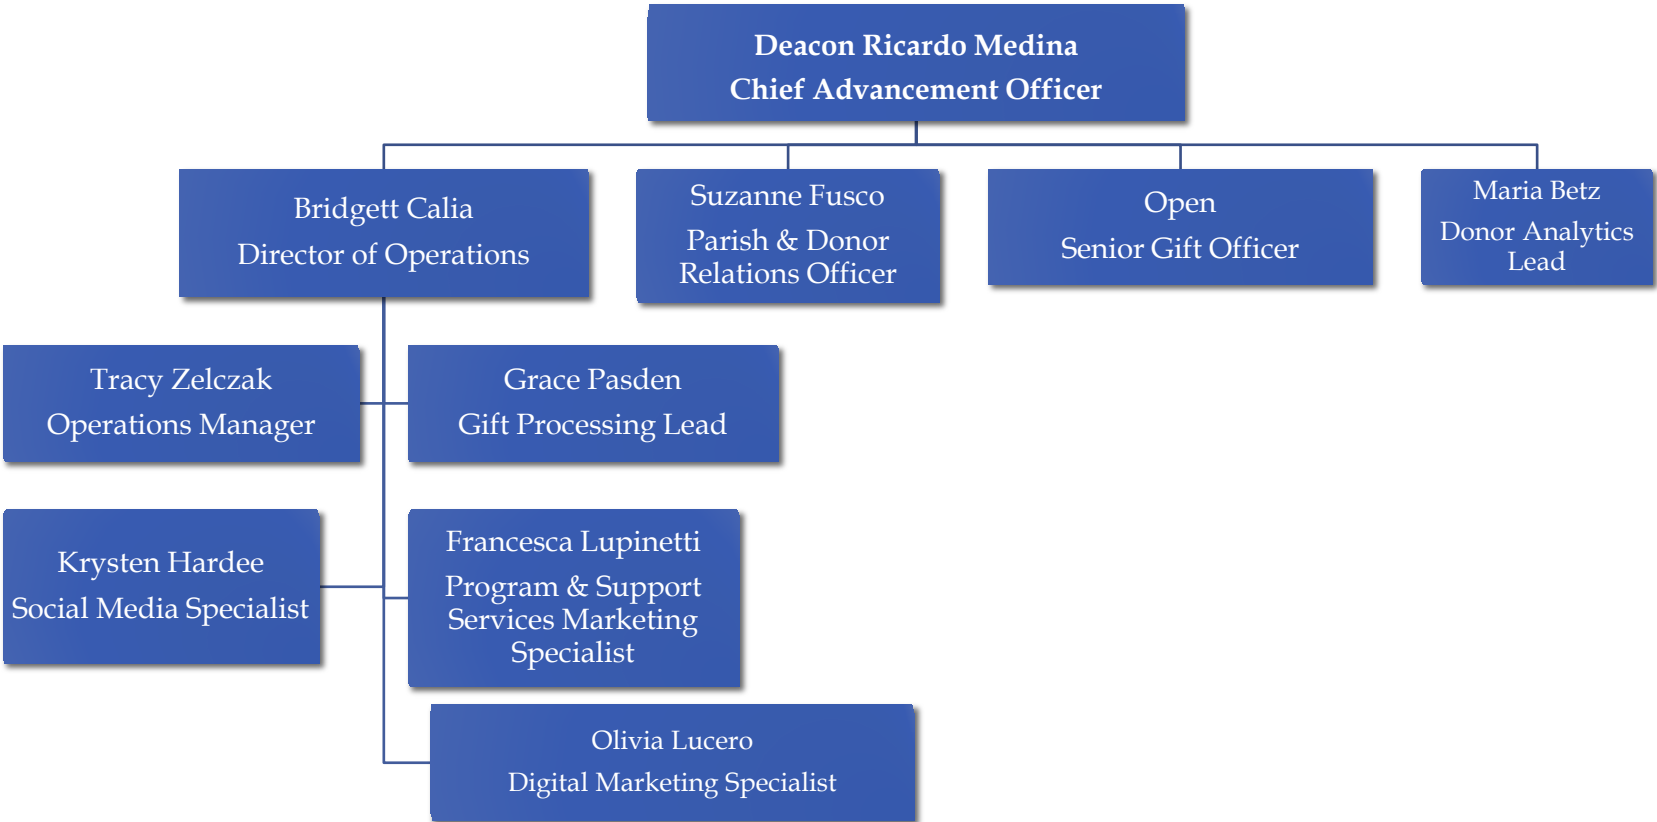 Deacon Ricardo Medina
Chief Advancement Officer
Bridgett Calia
Director of Operations
Suzanne Fusco
Parish & Donor
Relations Officer
Open
Senior Gift Officer
Maria Betz
Donor Analytics
Lead
Tracy Zelczak
Operations Manager
Grace Pasden
Gift Processing Lead
Krysten Hardee
Social Media Specialist
Francesca Lupinetti
Program & Support
Services Marketing
Specialist
Olivia Lucero
Digital Marketing Specialist